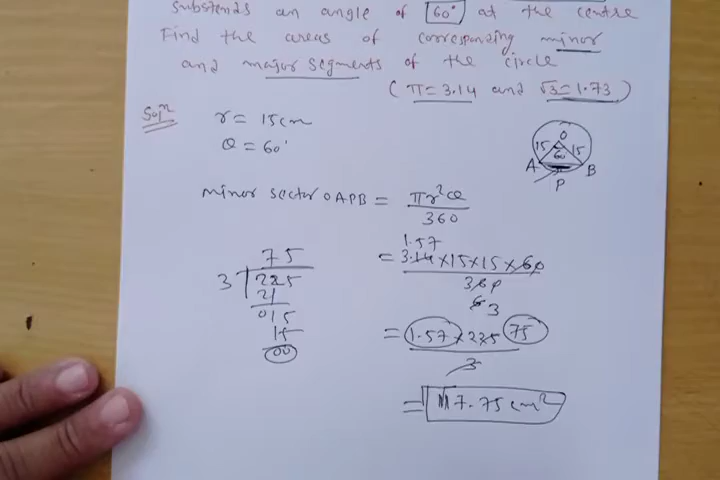 substends an angle of 60° at the centre
Find the areas of corresponding minor
and major segments of the circle
( π = 3.14 and √3 = 1.73 )
Solⁿ
r = 15cm
θ = 60°
O
15 15
60
A B
P
minor sector OAPB = πr²θ / 360
1.57
= 3.14 × 15 × 15 × 60 / 360
6 3
= 1.57 × 225 75 / 3
= 117.75 cm²
75
3 225
21
015
15
00